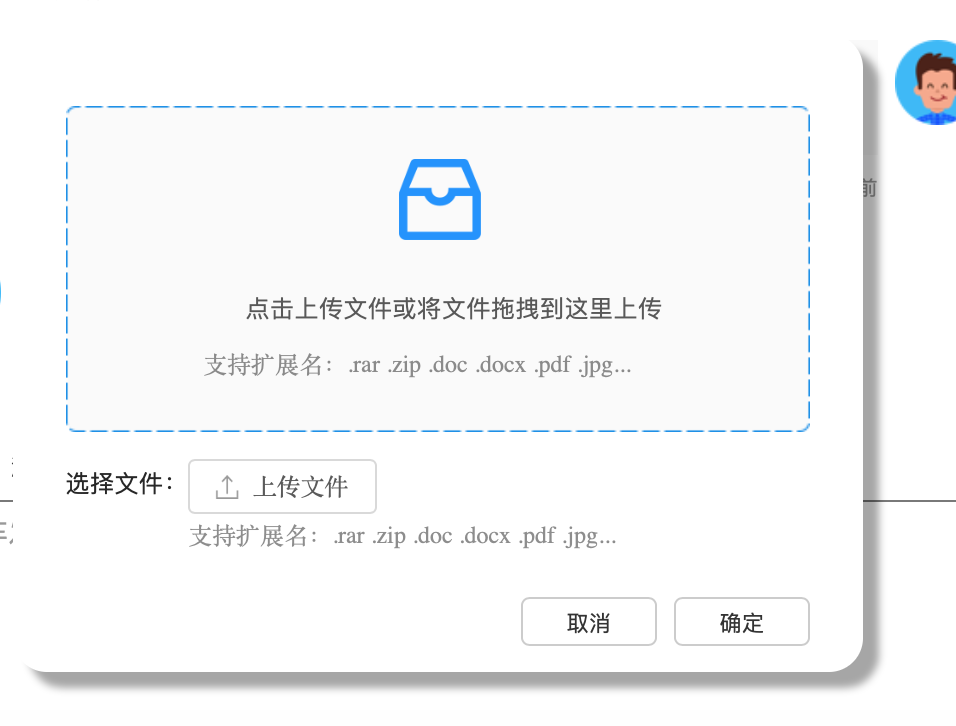 点击上传文件或将文件拖拽到这里上传
支持扩展名：.rar .zip .doc .docx .pdf .jpg...
前
选择文件：
上传文件
支持扩展名：.rar .zip .doc .docx .pdf .jpg...
取消
确定